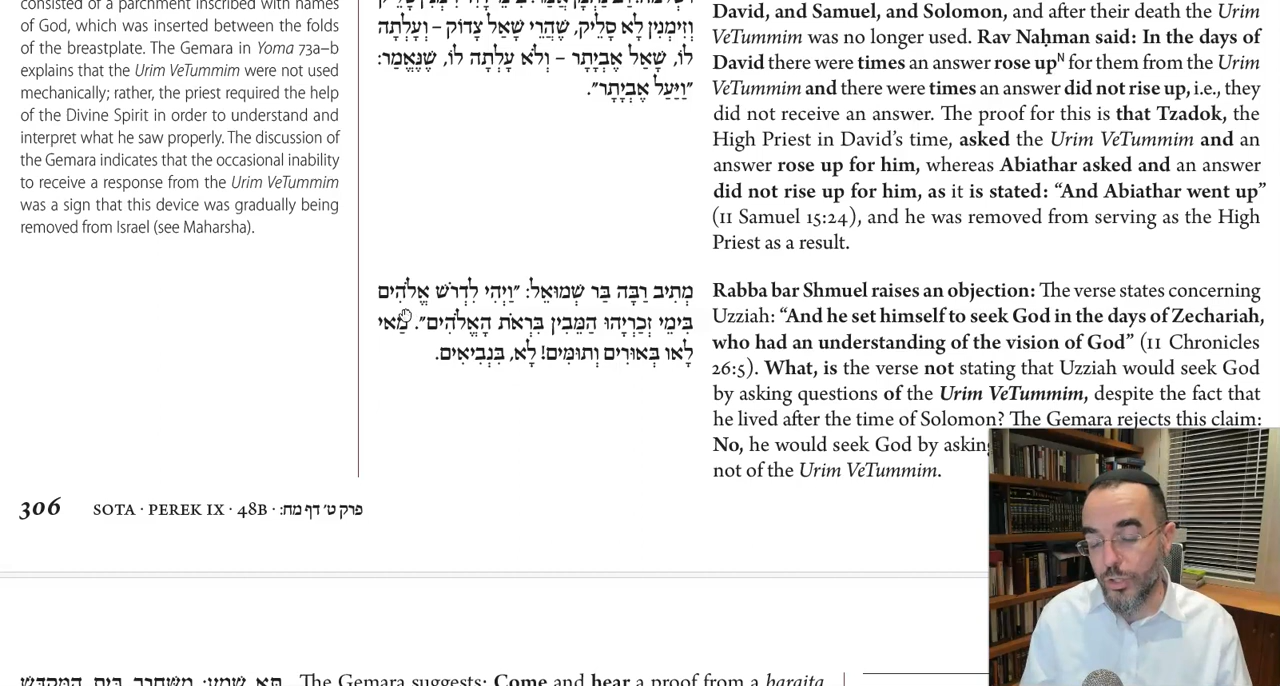 consisted of a parchment inscribed with names
of God, which was inserted between the folds
of the breastplate. The Gemara in Yoma 73a–b
explains that the Urim VeTummim were not used
mechanically; rather, the priest required the help
of the Divine Spirit in order to understand and
interpret what he saw properly. The discussion of
the Gemara indicates that the occasional inability
to receive a response from the Urim VeTummim
was a sign that this device was gradually being
removed from Israel (see Maharsha).
וְזִימְנִין לָא סָלֵיק, שֶׁהֲרֵי שָׁאַל צָדוֹק – וְעָלְתָה
לוֹ, שָׁאַל אֶבְיָתָר – וְלֹא עָלְתָה לוֹ, שֶׁנֶּאֱמַר:
״וַיַּעַל אֶבְיָתָר״.
מְתִיב רַבָּה בַּר שְׁמוּאֵל: ״וַיְהִי לִדְרֹשׁ אֱלֹהִים
בִּימֵי זְכַרְיָהוּ הַמֵּבִין בִּרְאֹת הָאֱלֹהִים״. מַאי
לָאו בְּאוּרִים וְתוּמִּים! לָא, בִּנְבִיאִים.
David, and Samuel, and Solomon, and after their death the Urim
VeTummim was no longer used. Rav Naḥman said: In the days of
David there were times an answer rose upᴺ for them from the Urim
VeTummim and there were times an answer did not rise up, i.e., they
did not receive an answer. The proof for this is that Tzadok, the
High Priest in David’s time, asked the Urim VeTummim and an
answer rose up for him, whereas Abiathar asked and an answer
did not rise up for him, as it is stated: “And Abiathar went up”
(II Samuel 15:24), and he was removed from serving as the High
Priest as a result.
Rabba bar Shmuel raises an objection: The verse states concerning
Uzziah: “And he set himself to seek God in the days of Zechariah,
who had an understanding of the vision of God” (II Chronicles
26:5). What, is the verse not stating that Uzziah would seek God
by asking questions of the Urim VeTummim, despite the fact that
he lived after the time of Solomon? The Gemara rejects this claim:
No, he would seek God by asking
not of the Urim VeTummim.
306 SOTA · PEREK IX · 48B · פרק ט׳ דף מח:
תָּא שְׁמַע: מִשֶּׁחָרַב בֵּית הַמִּקְדָּשׁ
The Gemara suggests: Come and hear a proof from a baraita